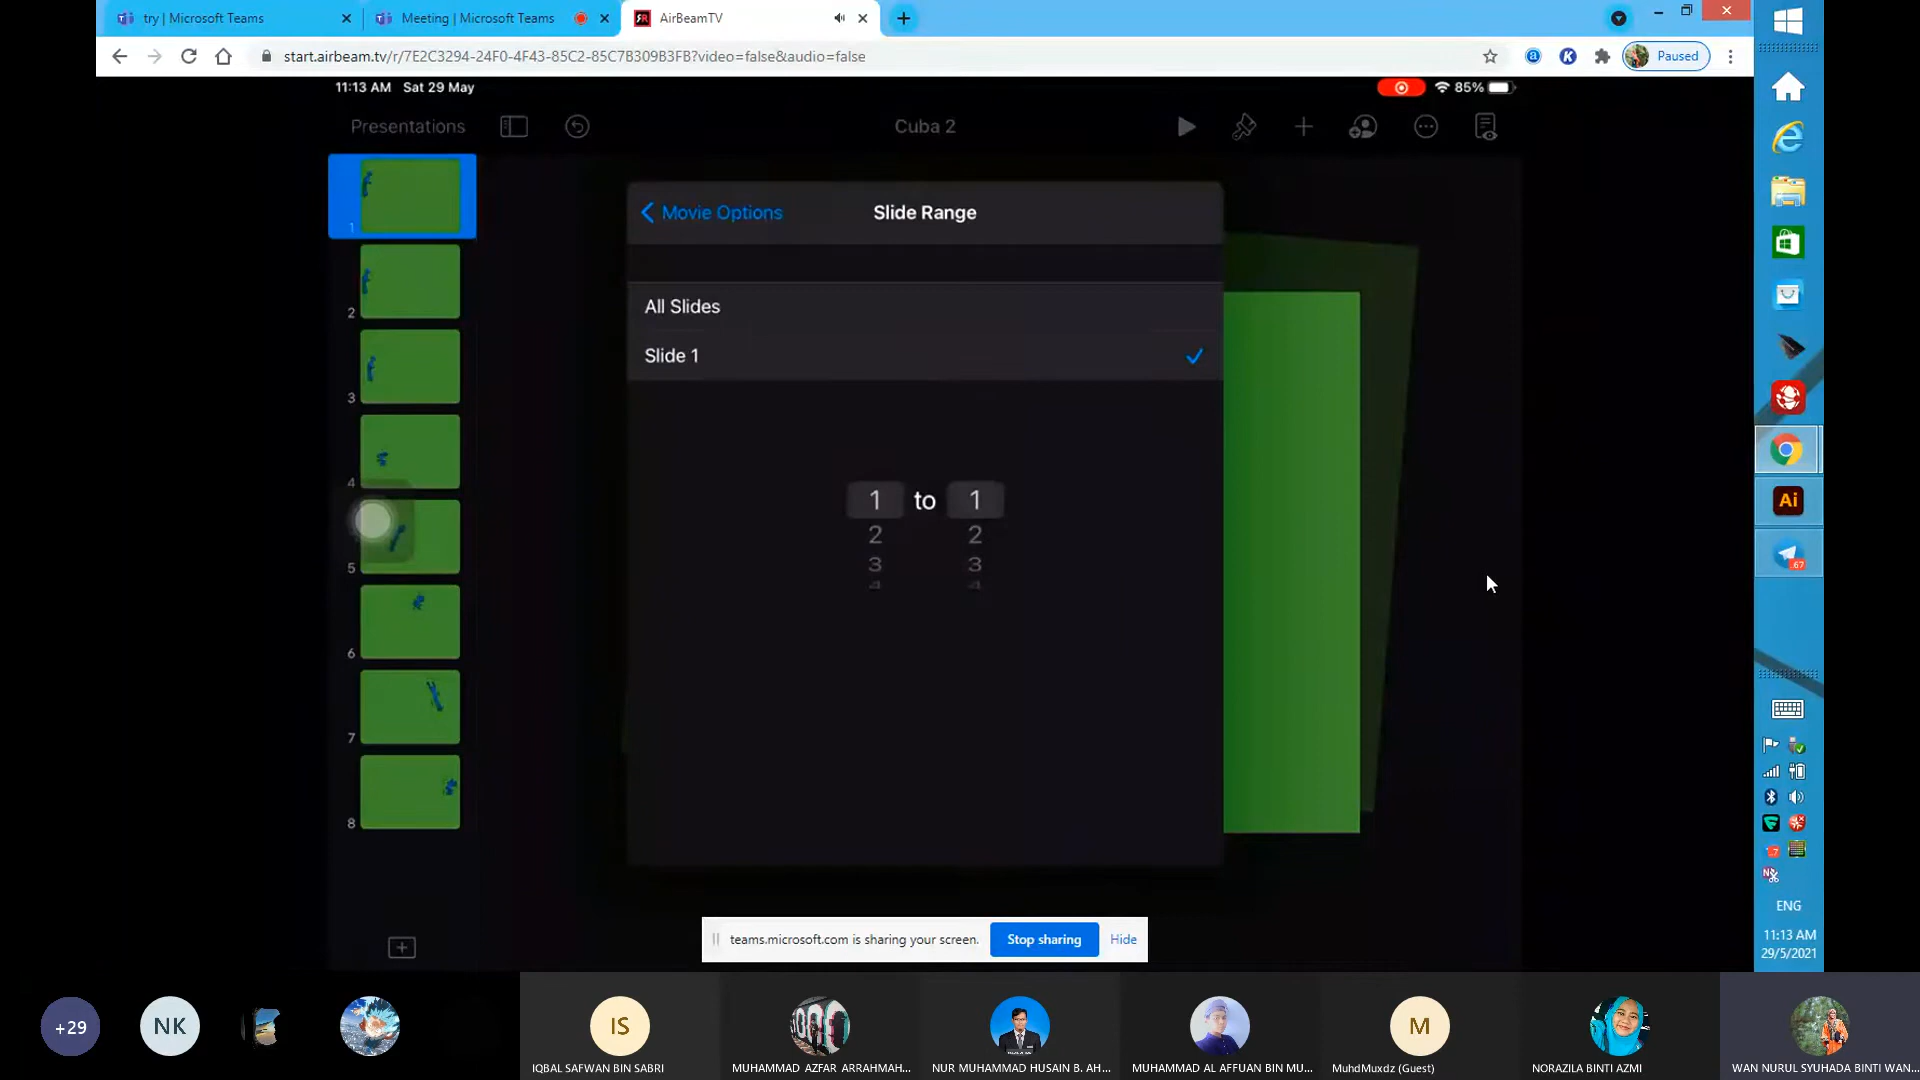 try | Microsoft Teams
Meeting | Microsoft Teams
AirBeamTV
start.airbeam.tv/r/7E2C3294-24F0-4F43-85C2-85C7B309B3FB?video=false&audio=false
Paused
11:13 AM Sat 29 May
85%
Presentations
Cuba 2
Movie Options
Slide Range
All Slides
Slide 1
1 to 1
2 2
3 3
4 4
1
2
3
4
5
6
7
8
teams.microsoft.com is sharing your screen.
Stop sharing
Hide
Ai
67
ENG
11:13 AM
29/5/2021
+29
NK
IS
M
IQBAL SAFWAN BIN SABRI
MUHAMMAD AZFAR ARRAHMAH...
NUR MUHAMMAD HUSAIN B. AH...
MUHAMMAD AL AFFUAN BIN MU...
MuhdMuxdz (Guest)
NORAZILA BINTI AZMI
WAN NURUL SYUHADA BINTI WAN...